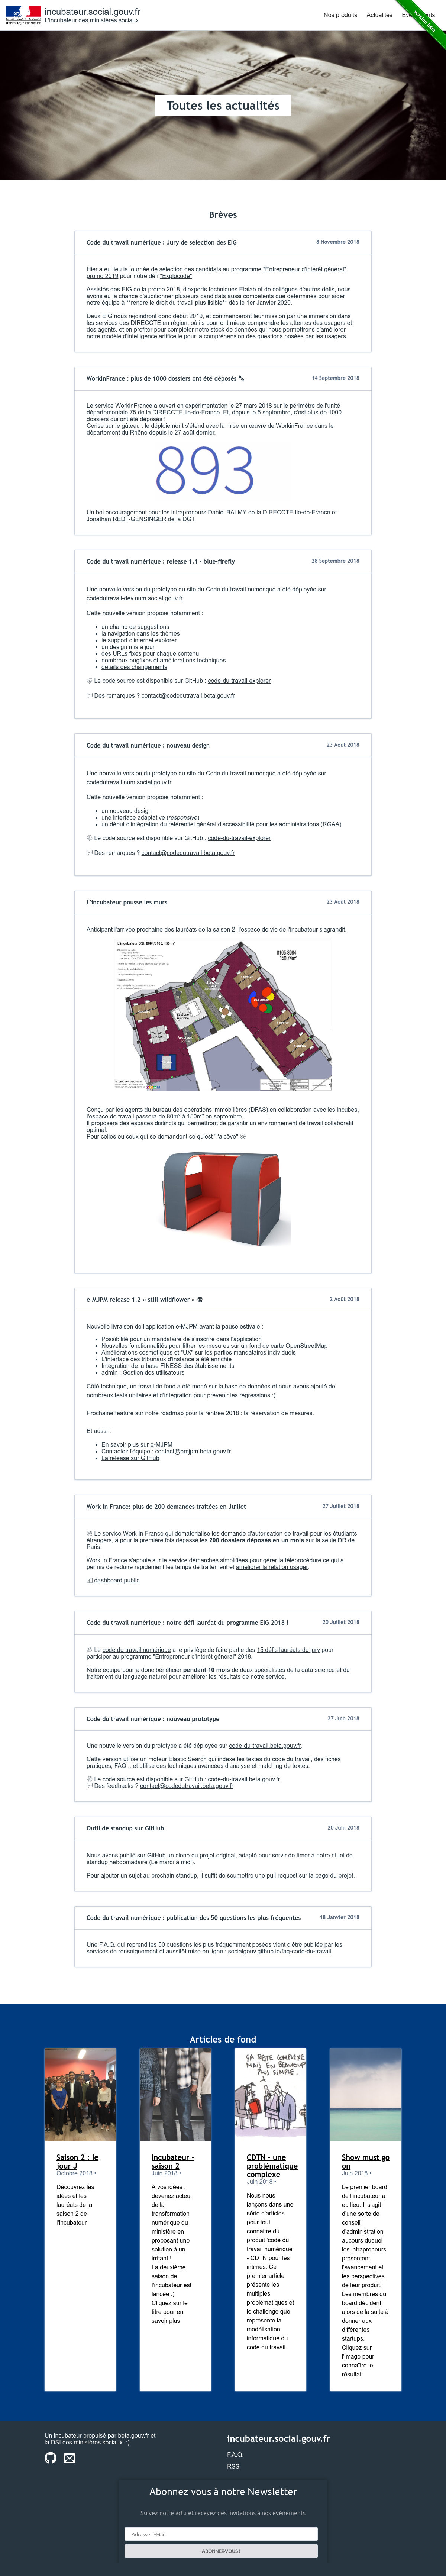 incubateur.social.gouv.fr
L'incubateur des ministères sociaux
Nos produits
Actualités
version bêta
Toutes les actualités
Brèves
Code du travail numérique : Jury de selection des EIG
8 Novembre 2018
Hier a eu lieu la journée de selection des candidats au programme "Entrepreneur d'intérêt général"
promo 2019 pour notre défi "Explocode".
Assistés des EIG de la promo 2018, d'experts techniques Etalab et de collègues d'autres défis, nous
avons eu la chance d'auditionner plusieurs candidats aussi compétents que determinés pour aider
notre équipe à **rendre le droit du travail plus lisible** dès le 1er Janvier 2020.
Deux EIG nous rejoindront donc début 2019, et commenceront leur mission par une immersion dans
les services des DIRECCTE en région, où ils pourront mieux comprendre les attentes des usagers et
des agents, et en profiter pour compléter notre stock de données qui nous permettrons d'améliorer
notre modèle d'intelligence artificielle pour la compréhension des questions posées par les usagers.
WorkInFrance : plus de 1000 dossiers ont été déposés
14 Septembre 2018
Le service WorkinFrance a ouvert en expérimentation le 27 mars 2018 sur le périmètre de l'unité
départementale 75 de la DIRECCTE Ile-de-France. Et, depuis le 5 septembre, c'est plus de 1000
dossiers qui ont été déposés !
Cerise sur le gâteau : le déploiement s'étend avec la mise en œuvre de WorkinFrance dans le
département du Rhône depuis le 27 août dernier.
893
Un bel encouragement pour les intrapreneurs Daniel BALMY de la DIRECCTE Ile-de-France et
Jonathan REDT-GENSINGER de la DGT.
Code du travail numérique : release 1.1 - blue-firefly
28 Septembre 2018
Une nouvelle version du prototype du site du Code du travail numérique a été déployée sur
codedutravail-dev.num.social.gouv.fr
Cette nouvelle version propose notamment :
un champ de suggestions
la navigation dans les thèmes
le support d'internet explorer
un design mis à jour
des URLs fixes pour chaque contenu
nombreux bugfixes et améliorations techniques
details des changements
Le code source est disponible sur GitHub : code-du-travail-explorer
Des remarques ? contact@codedutravail.beta.gouv.fr
Code du travail numérique : nouveau design
23 Août 2018
Une nouvelle version du prototype du site du Code du travail numérique a été déployée sur
codedutravail.num.social.gouv.fr
Cette nouvelle version propose notamment :
un nouveau design
une interface adaptative (responsive)
un début d'intégration du référentiel général d'accessibilité pour les administrations (RGAA)
Le code source est disponible sur GitHub : code-du-travail-explorer
Des remarques ? contact@codedutravail.beta.gouv.fr
L'incubateur pousse les murs
23 Août 2018
Anticipant l'arrivée prochaine des lauréats de la saison 2, l'espace de vie de l'incubateur s'agrandit.
8105-8084
150.74m²
Conçu par les agents du bureau des opérations immobilières (DFAS) en collaboration avec les incubés,
l'espace de travail passera de 80m² à 150m² en septembre.
Il proposera des espaces distincts qui permettront de garantir un environnement de travail collaboratif
optimal.
Pour celles ou ceux qui se demandent ce qu'est "l'alcôve"
e-MJPM release 1.2 « still-wildflower »
2 Août 2018
Nouvelle livraison de l'application e-MJPM avant la pause estivale :
Possibilité pour un mandataire de s'inscrire dans l'application
Nouvelles fonctionnalités pour filtrer les mesures sur un fond de carte OpenStreetMap
Améliorations cosmétiques et "UX" sur les parties mandataires individuels
L'interface des tribunaux d'instance a été enrichie
Intégration de la base FINESS des établissements
admin : Gestion des utilisateurs
Côté technique, un travail de fond a été mené sur la base de données et nous avons ajouté de
nombreux tests unitaires et d'intégration pour prévenir les régressions :)
Prochaine feature sur notre roadmap pour la rentrée 2018 : la réservation de mesures.
Et aussi :
En savoir plus sur e-MJPM
Contactez l'équipe : contact@emjpm.beta.gouv.fr
La release sur GitHub
Work In France: plus de 200 demandes traitées en Juillet
27 Juillet 2018
Le service Work In France qui dématérialise les demande d'autorisation de travail pour les étudiants
étrangers, a pour la première fois dépassé les 200 dossiers déposés en un mois sur la seule DR de
Paris.
Work In France s'appuie sur le service démarches simplifiées pour gérer la téléprocédure ce qui a
permis de réduire rapidement les temps de traitement et améliorer la relation usager.
dashboard public
Code du travail numérique : notre défi lauréat du programme EIG 2018 !
20 Juillet 2018
Le code du travail numérique a le privilège de faire partie des 15 défis lauréats du jury pour
participer au programme "Entrepreneur d'Intérêt général" 2018.
Notre équipe pourra donc bénéficier pendant 10 mois de deux spécialistes de la data science et du
traitement du language naturel pour améliorer les résultats de notre service.
Code du travail numérique : nouveau prototype
27 Juin 2018
Une nouvelle version du prototype a été déployée sur code-du-travail.beta.gouv.fr.
Cette version utilise un moteur Elastic Search qui indexe les textes du code du travail, des fiches
pratiques, FAQ... et utilise des techniques avancées d'analyse et matching de textes.
Le code source est disponible sur GitHub : code-du-travail.beta.gouv.fr
Des feedbacks ? contact@codedutravail.beta.gouv.fr
Outil de standup sur GitHub
20 Juin 2018
Nous avons publié sur GitHub un clone du projet original, adapté pour servir de timer à notre rituel de
standup hebdomadaire (Le mardi à midi).
Pour ajouter un sujet au prochain standup, il suffit de soumettre une pull request sur la page du projet.
Code du travail numérique : publication des 50 questions les plus fréquentes
18 Janvier 2018
Une F.A.Q. qui reprend les 50 questions les plus fréquemment posées vient d'être publiée par les
services de renseignement et aussitôt mise en ligne : socialgouv.github.io/faq-code-du-travail
Articles de fond
Saison 2 : le
jour J
Octobre 2018 •
Découvrez les
idées et les
lauréats de la
saison 2 de
l'incubateur
Incubateur -
saison 2
Juin 2018 •
A vos idées :
devenez acteur
de la
transformation
numérique du
ministère en
proposant une
solution à un
irritant !
La deuxième
saison de
l'incubateur est
lancée :)
Cliquez sur le
titre pour en
savoir plus
ÇA RESTE COMPLEXE
MAIS EN BEAUCOUP
PLUS SIMPLE.
CDTN - une
problématique
complexe
Juin 2018 •
Nous nous
lançons dans une
série d'articles
pour tout
connaitre du
produit 'code du
travail numérique'
- CDTN pour les
intimes. Ce
premier article
présente les
multiples
problématiques et
le challenge que
représente la
modélisation
informatique du
code du travail.
Show must go
on
Juin 2018 •
Le premier board
de l'incubateur a
eu lieu. Il s'agit
d'une sorte de
conseil
d'administration
aucours duquel
les intrapreneurs
présentent
l'avancement et
les perspectives
de leur produit.
Les membres du
board décident
alors de la suite à
donner aux
différentes
startups.
Cliquez sur
l'image pour
connaître le
résultat.
Un incubateur propulsé par beta.gouv.fr et
la DSI des ministères sociaux. :)
incubateur.social.gouv.fr
F.A.Q.
RSS
Abonnez-vous à notre Newsletter
Suivez notre actu et recevez des invitations à nos événements
Adresse E-Mail
ABONNEZ-VOUS !